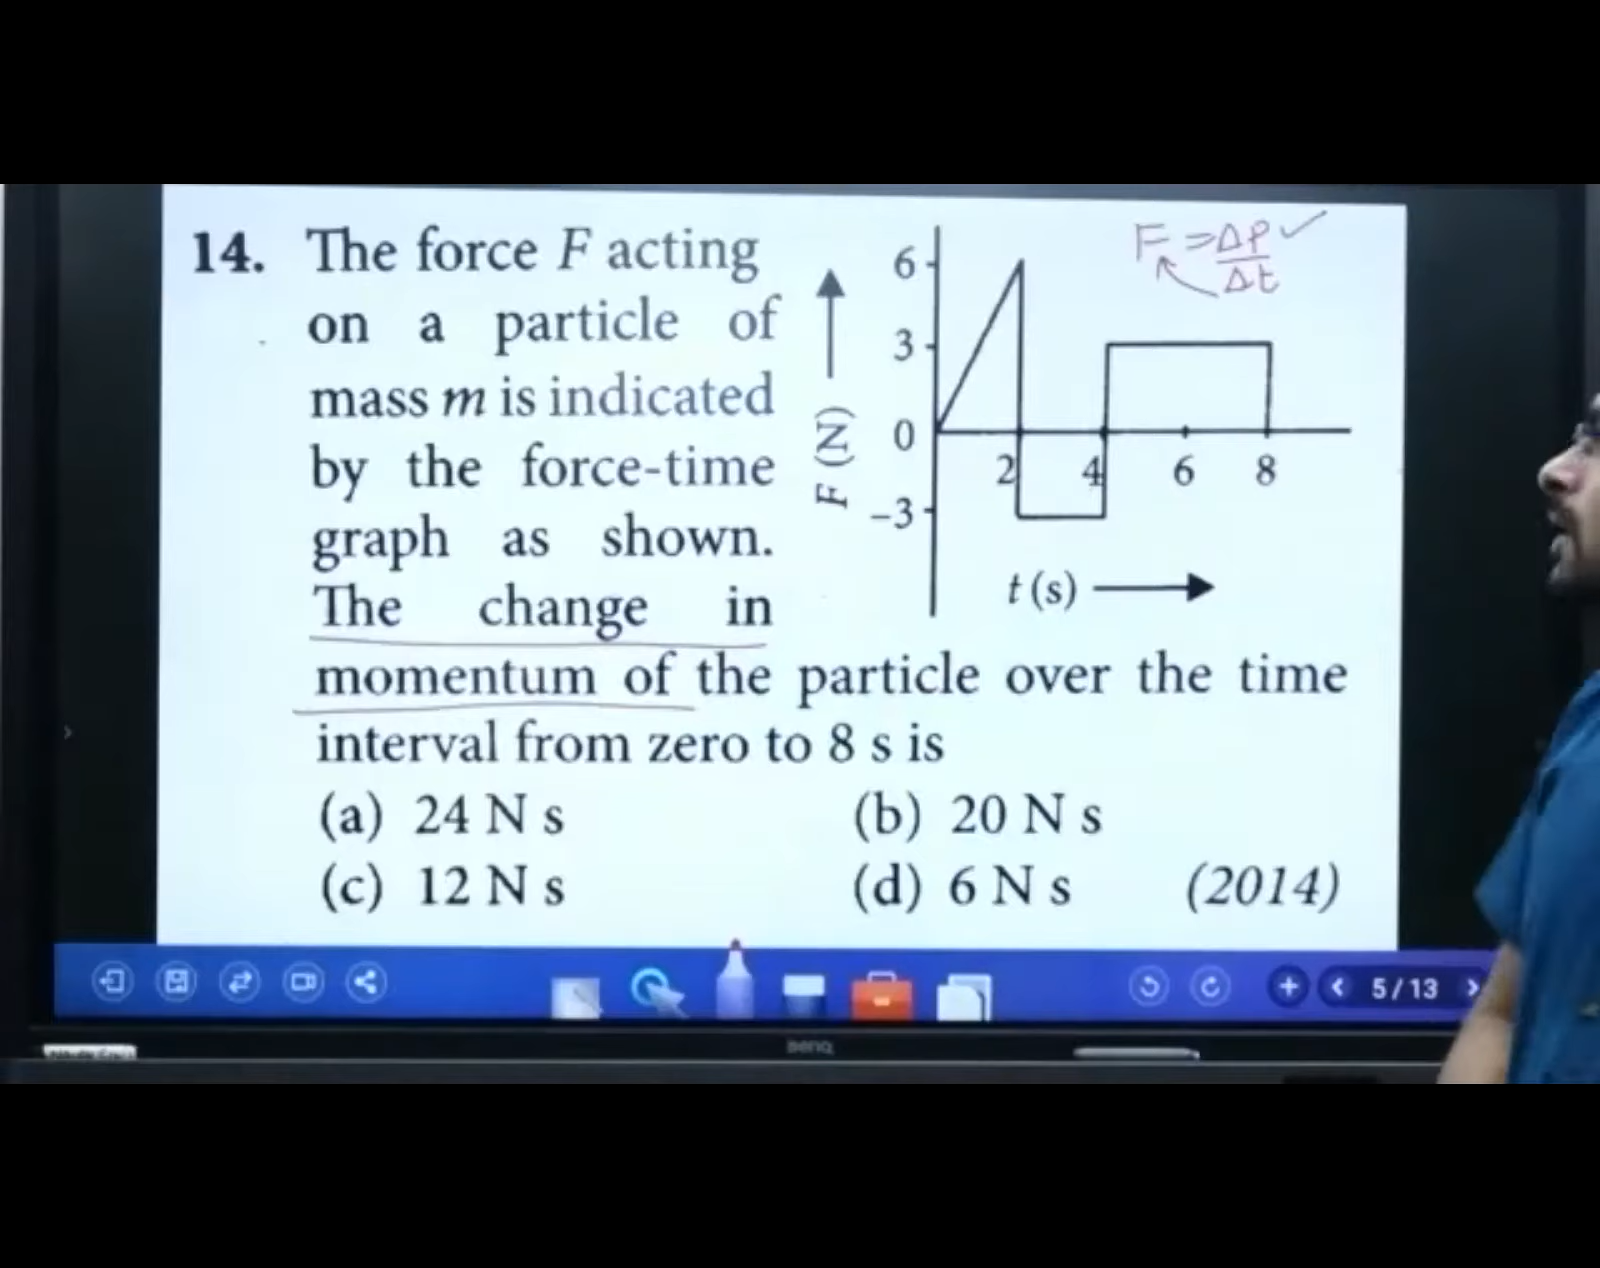 14. The force F acting
on a particle of
mass m is indicated
by the force-time
graph as shown.
The change in
momentum of the particle over the time
interval from zero to 8 s is
(a) 24 N s (b) 20 N s
(c) 12 N s (d) 6 N s (2014)
F = ΔP ✓
Δt
6
3
0
-3
F (N)
2 4 6 8
t (s)
5/13
BenQ